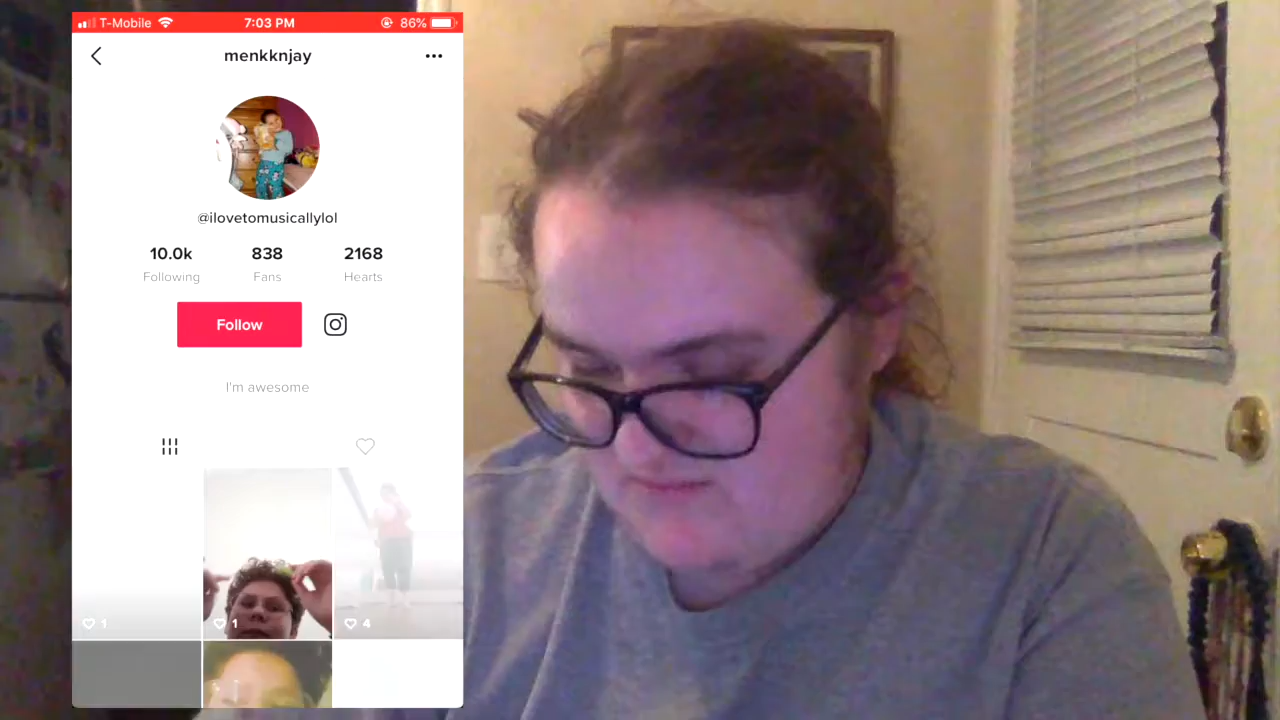 T-Mobile 7:03 PM 86%
menkknjay
@ilovetomusicallylol
10.0k 838 2168
Following Fans Hearts
Follow
I'm awesome
1 1 4